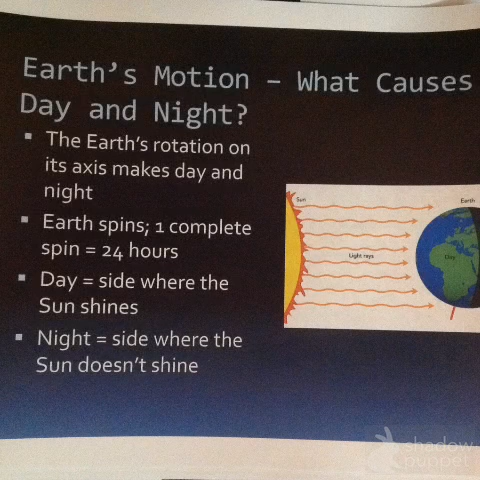 Earth's Motion – What Causes
Day and Night?
▪ The Earth's rotation on
its axis makes day and
night
▪ Earth spins; 1 complete
spin = 24 hours
▪ Day = side where the
Sun shines
▪ Night = side where the
Sun doesn't shine
Sun
Earth
Light rays
Day
shadow
puppet